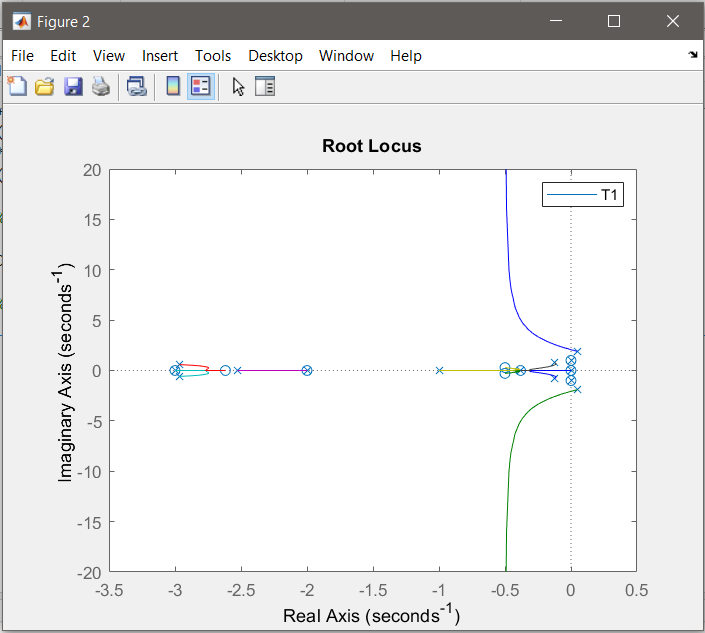 Figure 2
File Edit View Insert Tools Desktop Window Help
Root Locus
T1
20
15
10
5
0
-5
-10
-15
-20
Imaginary Axis (seconds⁻¹)
-3.5 -3 -2.5 -2 -1.5 -1 -0.5 0 0.5
Real Axis (seconds⁻¹)